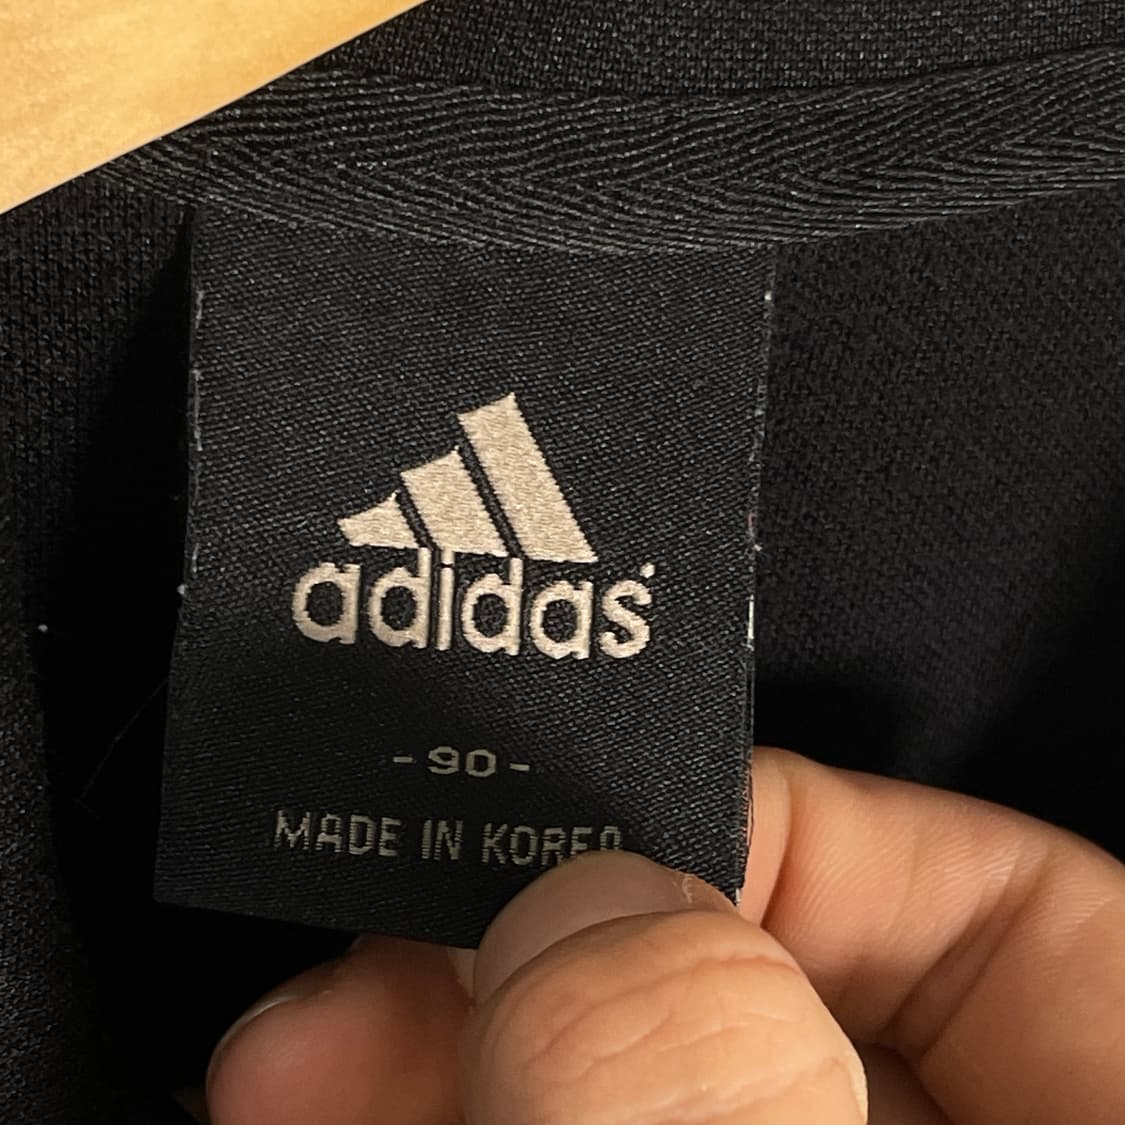 adidas
- 90 -
MADE IN KOREA